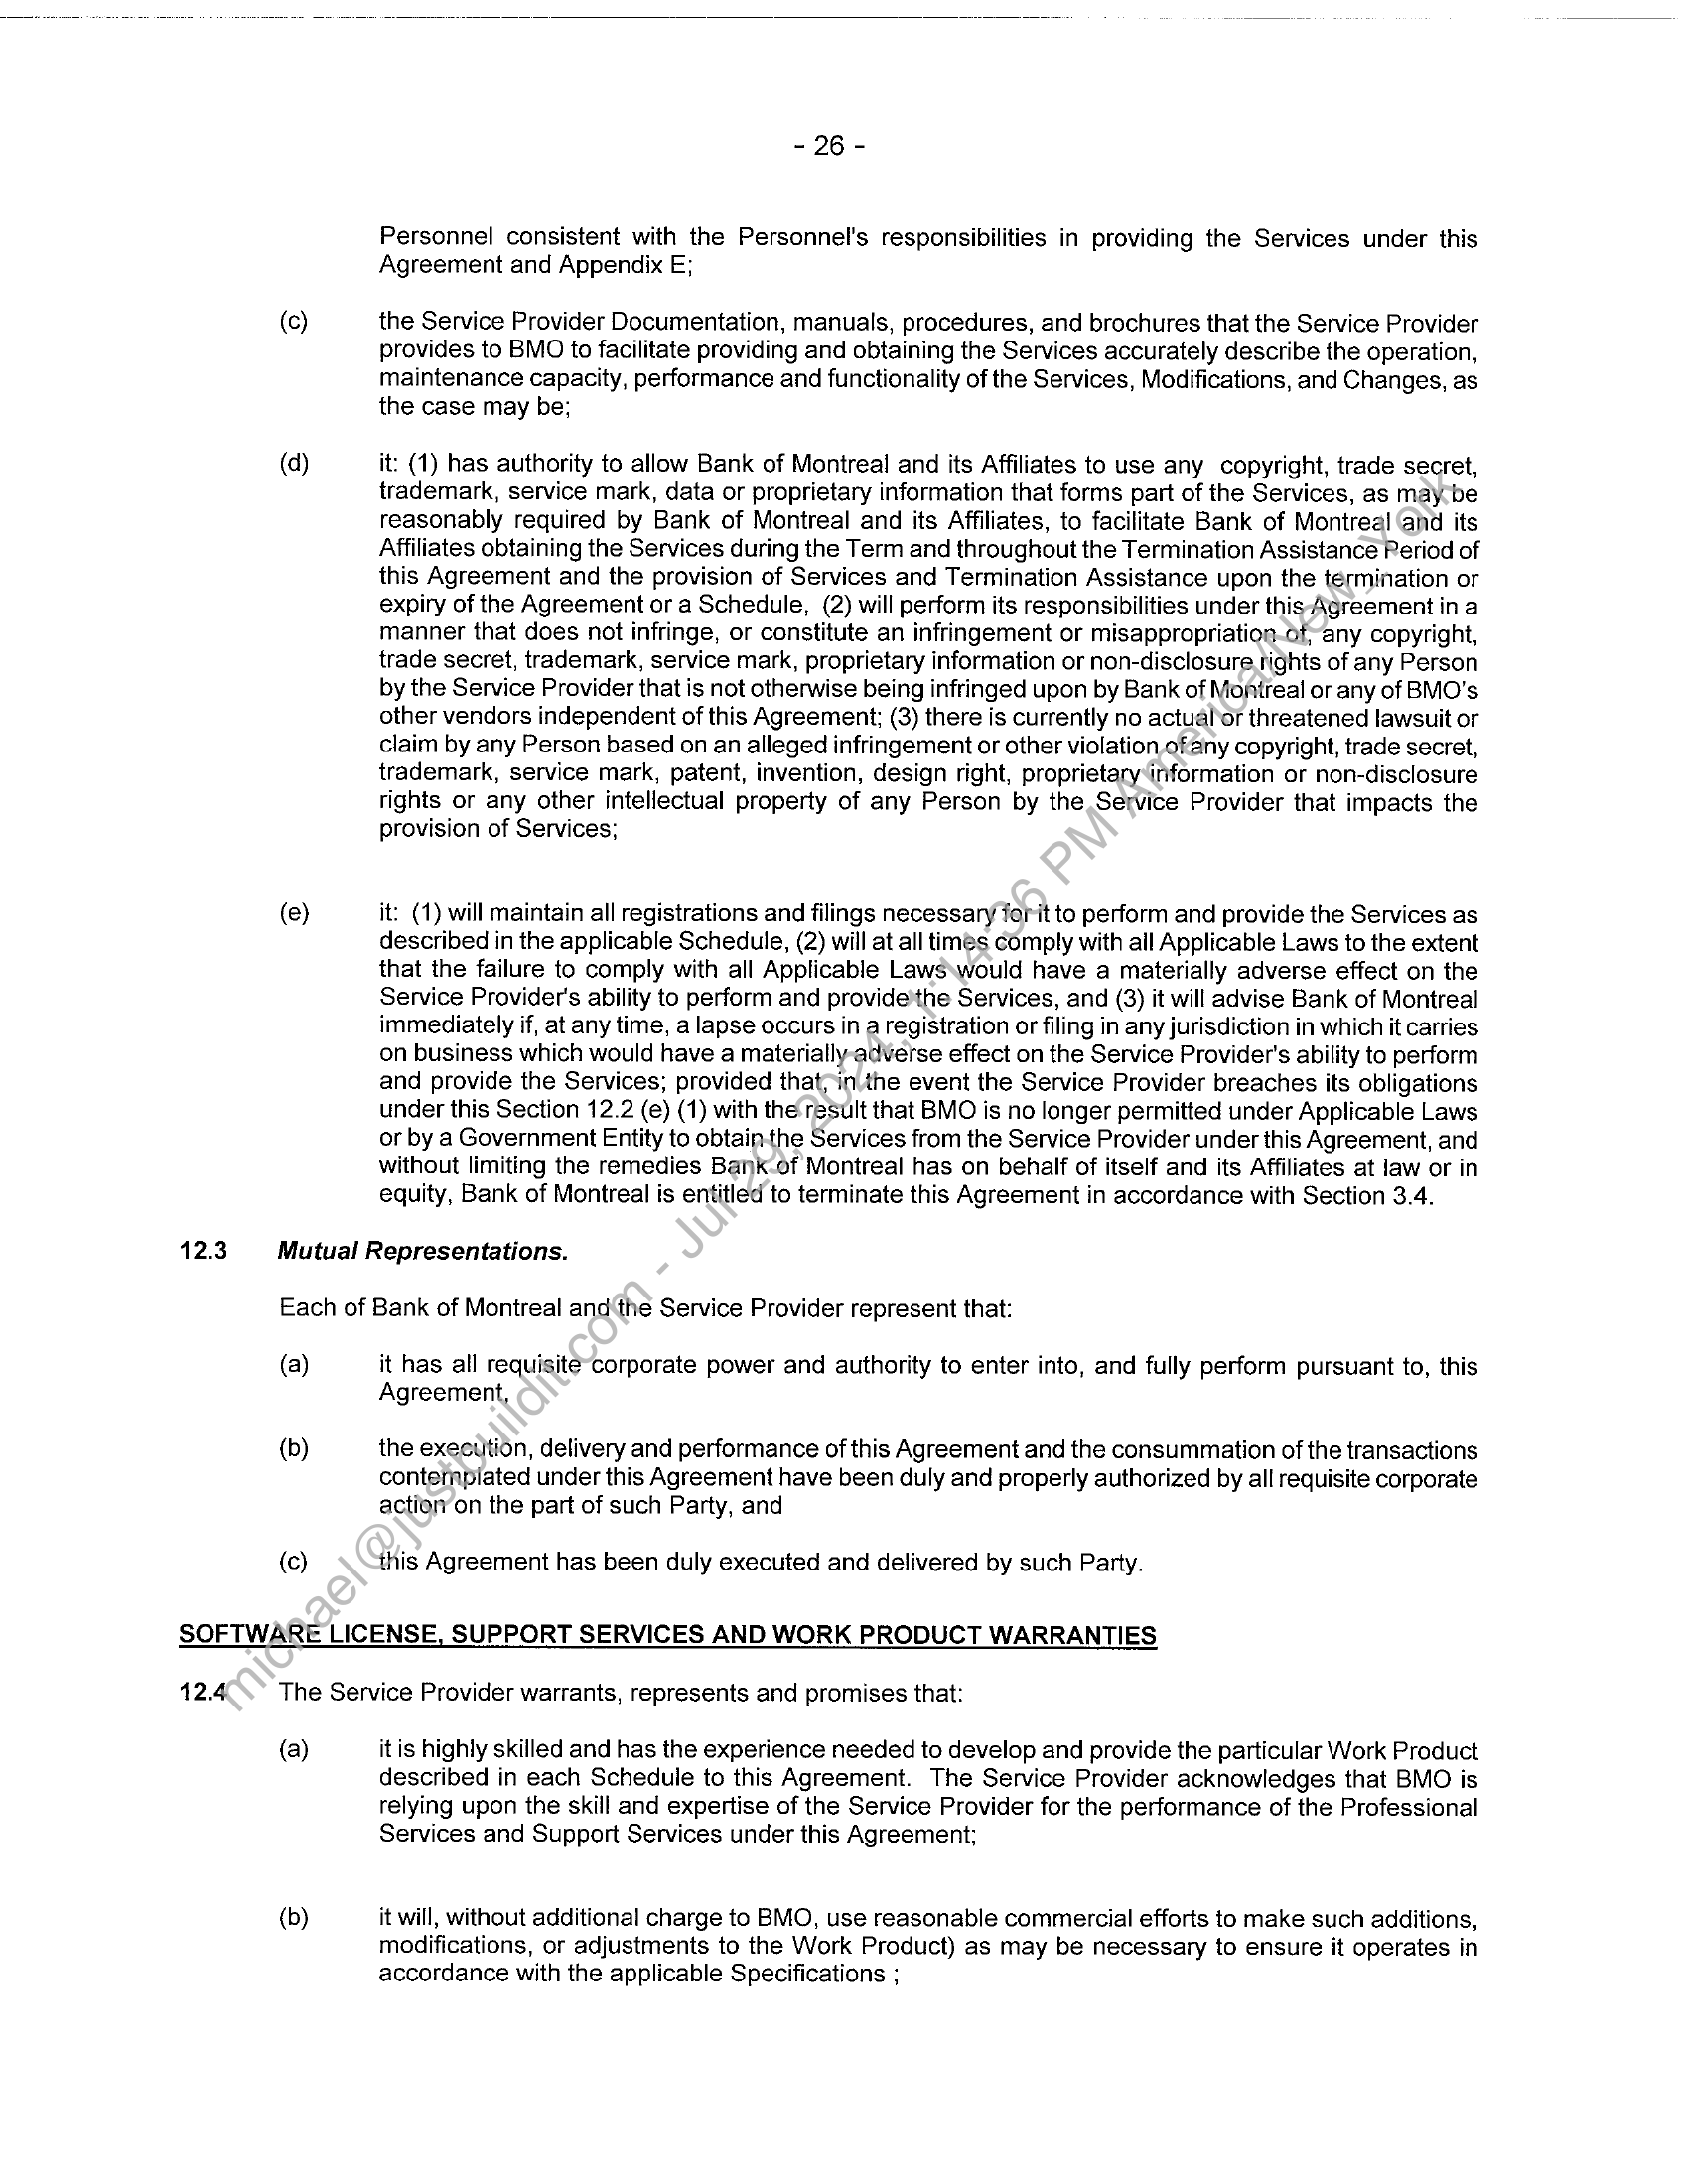 - 26 -
Personnel consistent with the Personnel's responsibilities in providing the Services under this
Agreement and Appendix E;
(c) the Service Provider Documentation, manuals, procedures, and brochures that the Service Provider
provides to BMO to facilitate providing and obtaining the Services accurately describe the operation,
maintenance capacity, performance and functionality of the Services, Modifications, and Changes, as
the case may be;
(d) it: (1) has authority to allow Bank of Montreal and its Affiliates to use any copyright, trade secret,
trademark, service mark, data or proprietary information that forms part of the Services, as may be
reasonably required by Bank of Montreal and its Affiliates, to facilitate Bank of Montreal and its
Affiliates obtaining the Services during the Term and throughout the Termination Assistance Period of
this Agreement and the provision of Services and Termination Assistance upon the termination or
expiry of the Agreement or a Schedule, (2) will perform its responsibilities under this Agreement in a
manner that does not infringe, or constitute an infringement or misappropriation of, any copyright,
trade secret, trademark, service mark, proprietary information or non-disclosure rights of any Person
by the Service Provider that is not otherwise being infringed upon by Bank of Montreal or any of BMO's
other vendors independent of this Agreement; (3) there is currently no actual or threatened lawsuit or
claim by any Person based on an alleged infringement or other violation of any copyright, trade secret,
trademark, service mark, patent, invention, design right, proprietary information or non-disclosure
rights or any other intellectual property of any Person by the Service Provider that impacts the
provision of Services;
(e) it: (1) will maintain all registrations and filings necessary for it to perform and provide the Services as
described in the applicable Schedule, (2) will at all times comply with all Applicable Laws to the extent
that the failure to comply with all Applicable Laws would have a materially adverse effect on the
Service Provider's ability to perform and provide the Services, and (3) it will advise Bank of Montreal
immediately if, at any time, a lapse occurs in a registration or filing in any jurisdiction in which it carries
on business which would have a materially adverse effect on the Service Provider's ability to perform
and provide the Services; provided that, in the event the Service Provider breaches its obligations
under this Section 12.2 (e) (1) with the result that BMO is no longer permitted under Applicable Laws
or by a Government Entity to obtain the Services from the Service Provider under this Agreement, and
without limiting the remedies Bank of Montreal has on behalf of itself and its Affiliates at law or in
equity, Bank of Montreal is entitled to terminate this Agreement in accordance with Section 3.4.
12.3 Mutual Representations.
Each of Bank of Montreal and the Service Provider represent that:
(a) it has all requisite corporate power and authority to enter into, and fully perform pursuant to, this
Agreement,
(b) the execution, delivery and performance of this Agreement and the consummation of the transactions
contemplated under this Agreement have been duly and properly authorized by all requisite corporate
action on the part of such Party, and
(c) this Agreement has been duly executed and delivered by such Party.
SOFTWARE LICENSE, SUPPORT SERVICES AND WORK PRODUCT WARRANTIES
12.4 The Service Provider warrants, represents and promises that:
(a) it is highly skilled and has the experience needed to develop and provide the particular Work Product
described in each Schedule to this Agreement. The Service Provider acknowledges that BMO is
relying upon the skill and expertise of the Service Provider for the performance of the Professional
Services and Support Services under this Agreement;
(b) it will, without additional charge to BMO, use reasonable commercial efforts to make such additions,
modifications, or adjustments to the Work Product) as may be necessary to ensure it operates in
accordance with the applicable Specifications ;
michael@justbuildit.com - Jul 29, 2024, 1:14:36 PM America/New_York